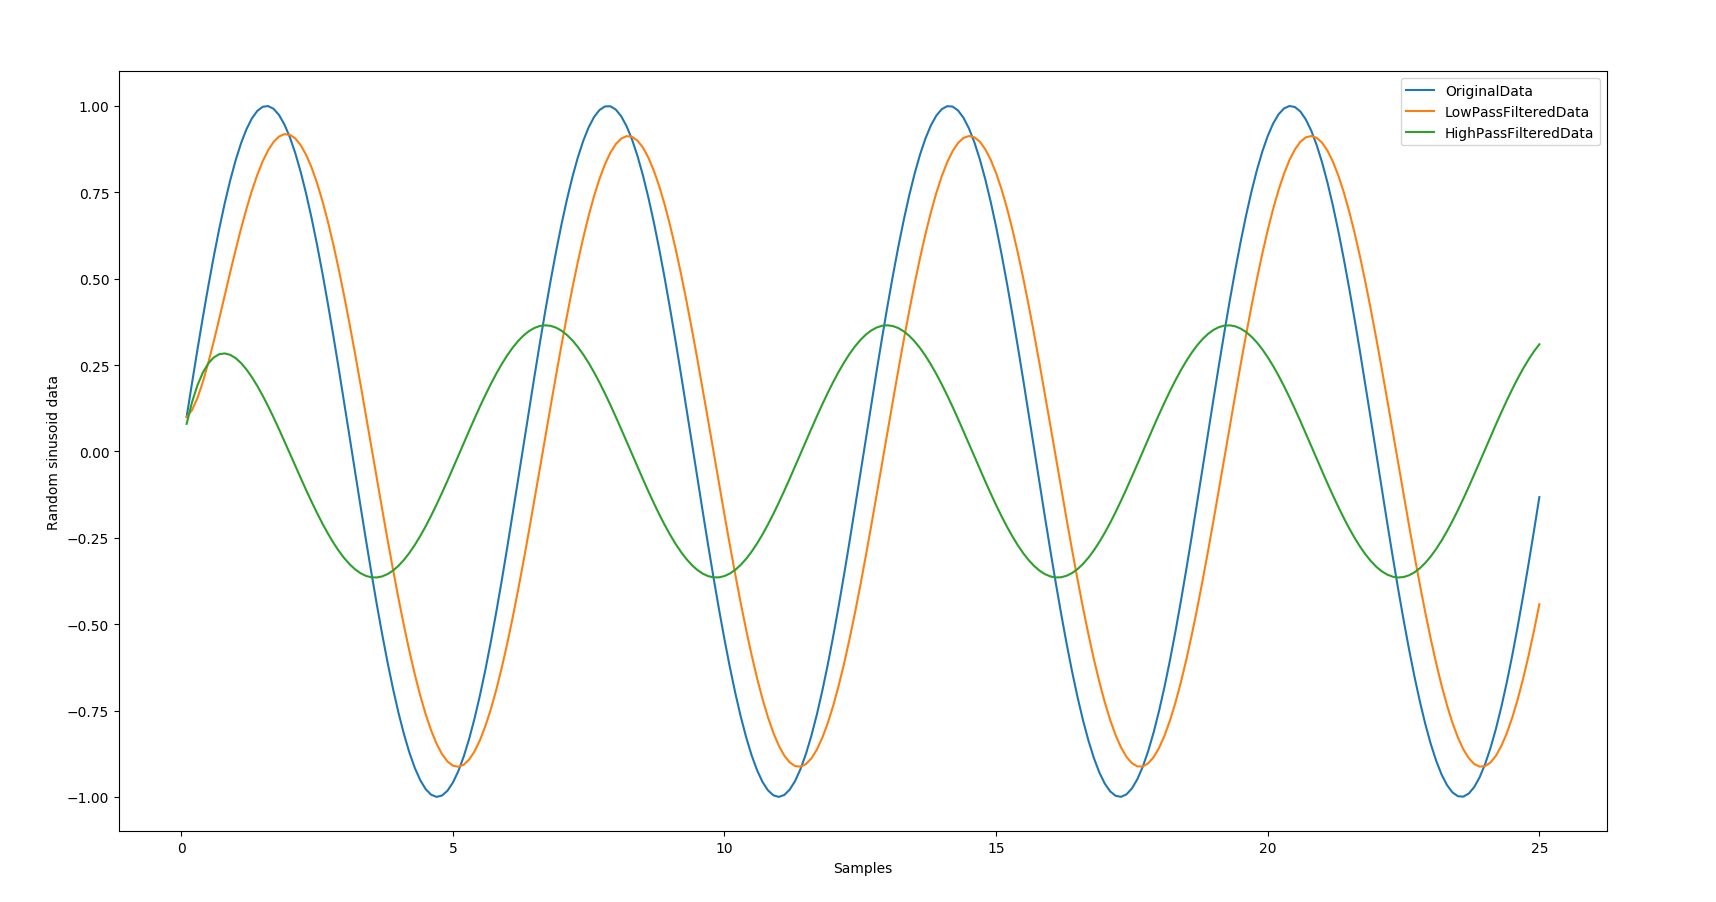 OriginalData
LowPassFilteredData
HighPassFilteredData
1.00
0.75
0.50
0.25
0.00
−0.25
−0.50
−0.75
−1.00
Random sinusoid data
0 5 10 15 20 25
Samples